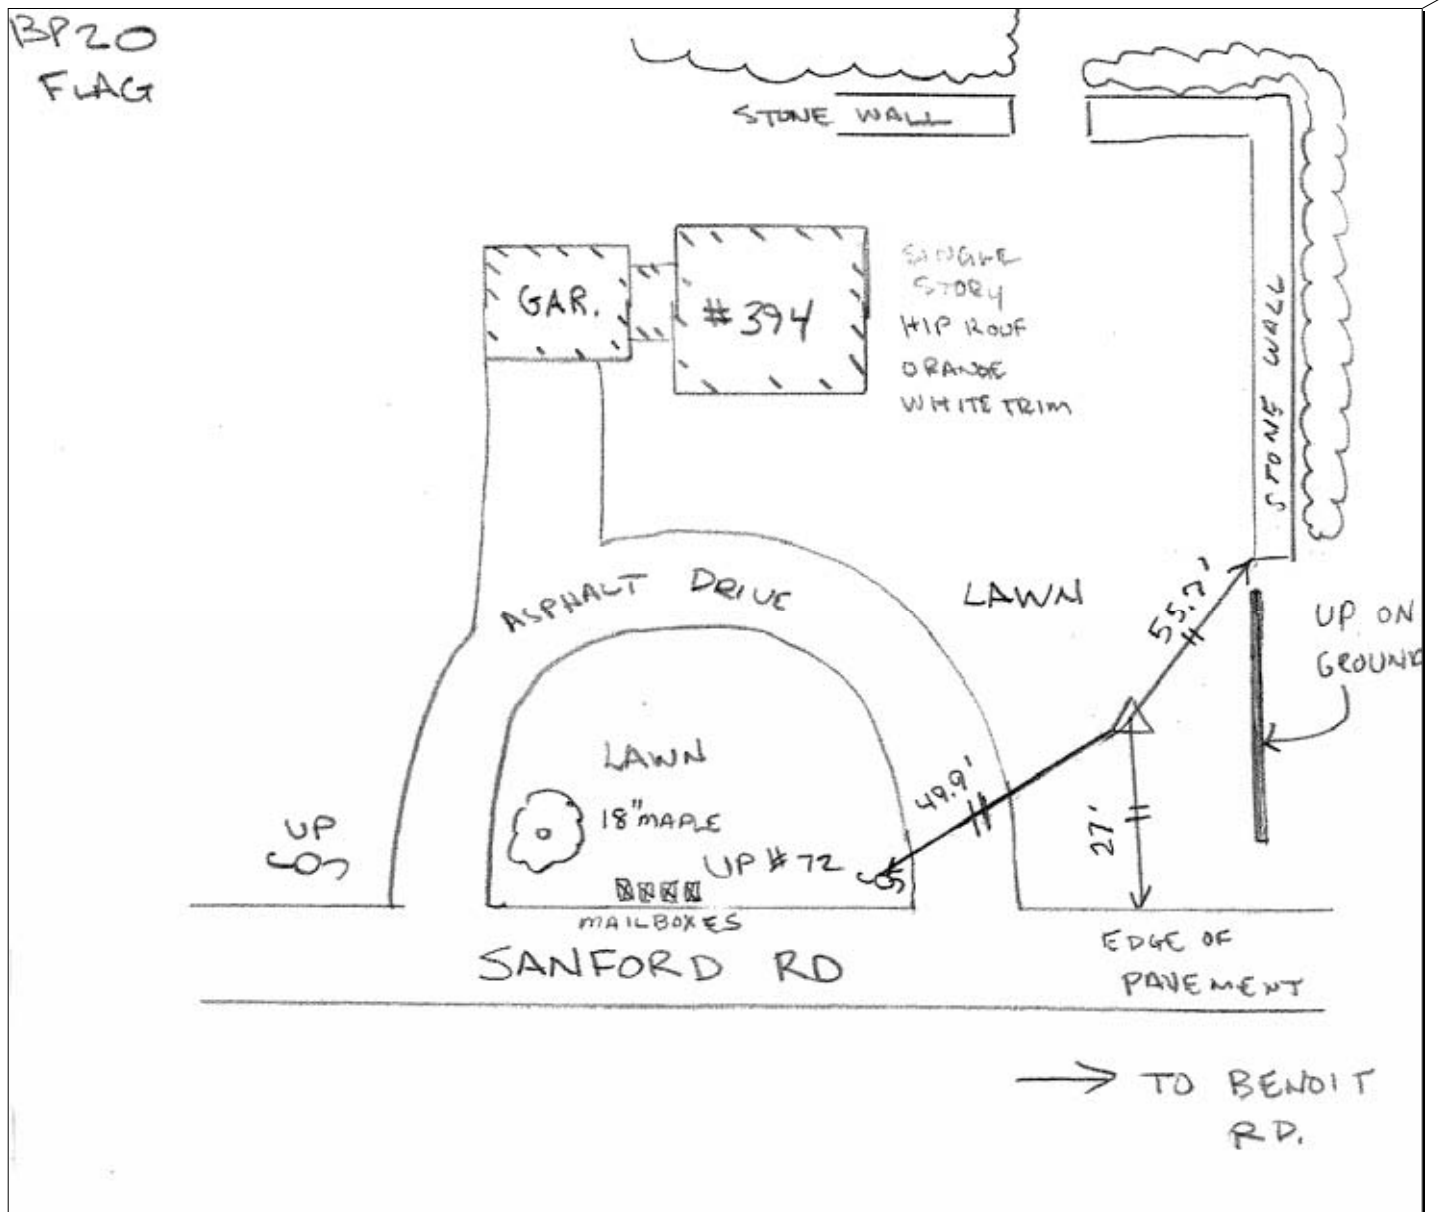 BP20
FLAG
STONE WALL
GAR.
#394
SINGLE
STORY
HIP ROOF
ORANGE
WHITE TRIM
STONE WALL
ASPHALT DRIVE
LAWN
55.7'
UP ON
GROUND
LAWN
49.9'
27'
18" MAPLE
UP
UP #72
MAILBOXES
SANFORD RD
EDGE OF
PAVEMENT
TO BENOIT
RD.